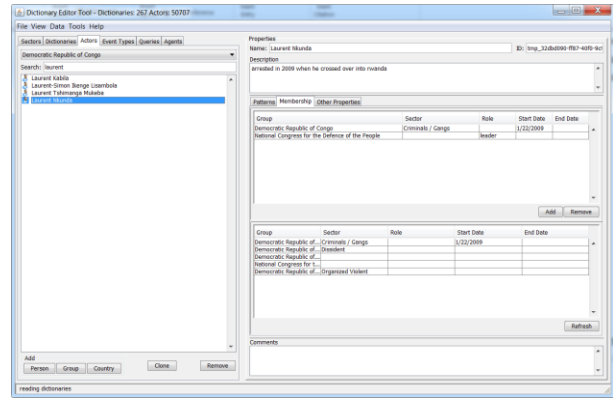 Dictionary Editor Tool - Dictionaries: 267 Actors: 50707
File View Data Tools Help
Sectors Dictionaries Actors Event Types Queries Agents
Democratic Republic of Congo
Search: laurent
Laurent Kabila
Laurent-Simon Ikenge Lisambola
Laurent Tshimanga Mukeba
Laurent Nkunda
Add
Person Group Country Clone Remove
reading dictionaries
Properties
Name: Laurent Nkunda ID:
Description
arrested in 2009 when he crossed over into rwanda
Patterns Membership Other Properties
Group Sector Role Start Date End Date
Democratic Republic of Congo Criminals / Gangs 1/22/2009
National Congress for the Defence of the People leader
Add Remove
Group Sector Role Start Date End Date
Democratic Republic of... Criminals / Gangs 1/22/2009
Democratic Republic of... Dissident
Democratic Republic of...
National Congress for t...
Democratic Republic of... Organized Violent
Refresh
Comments